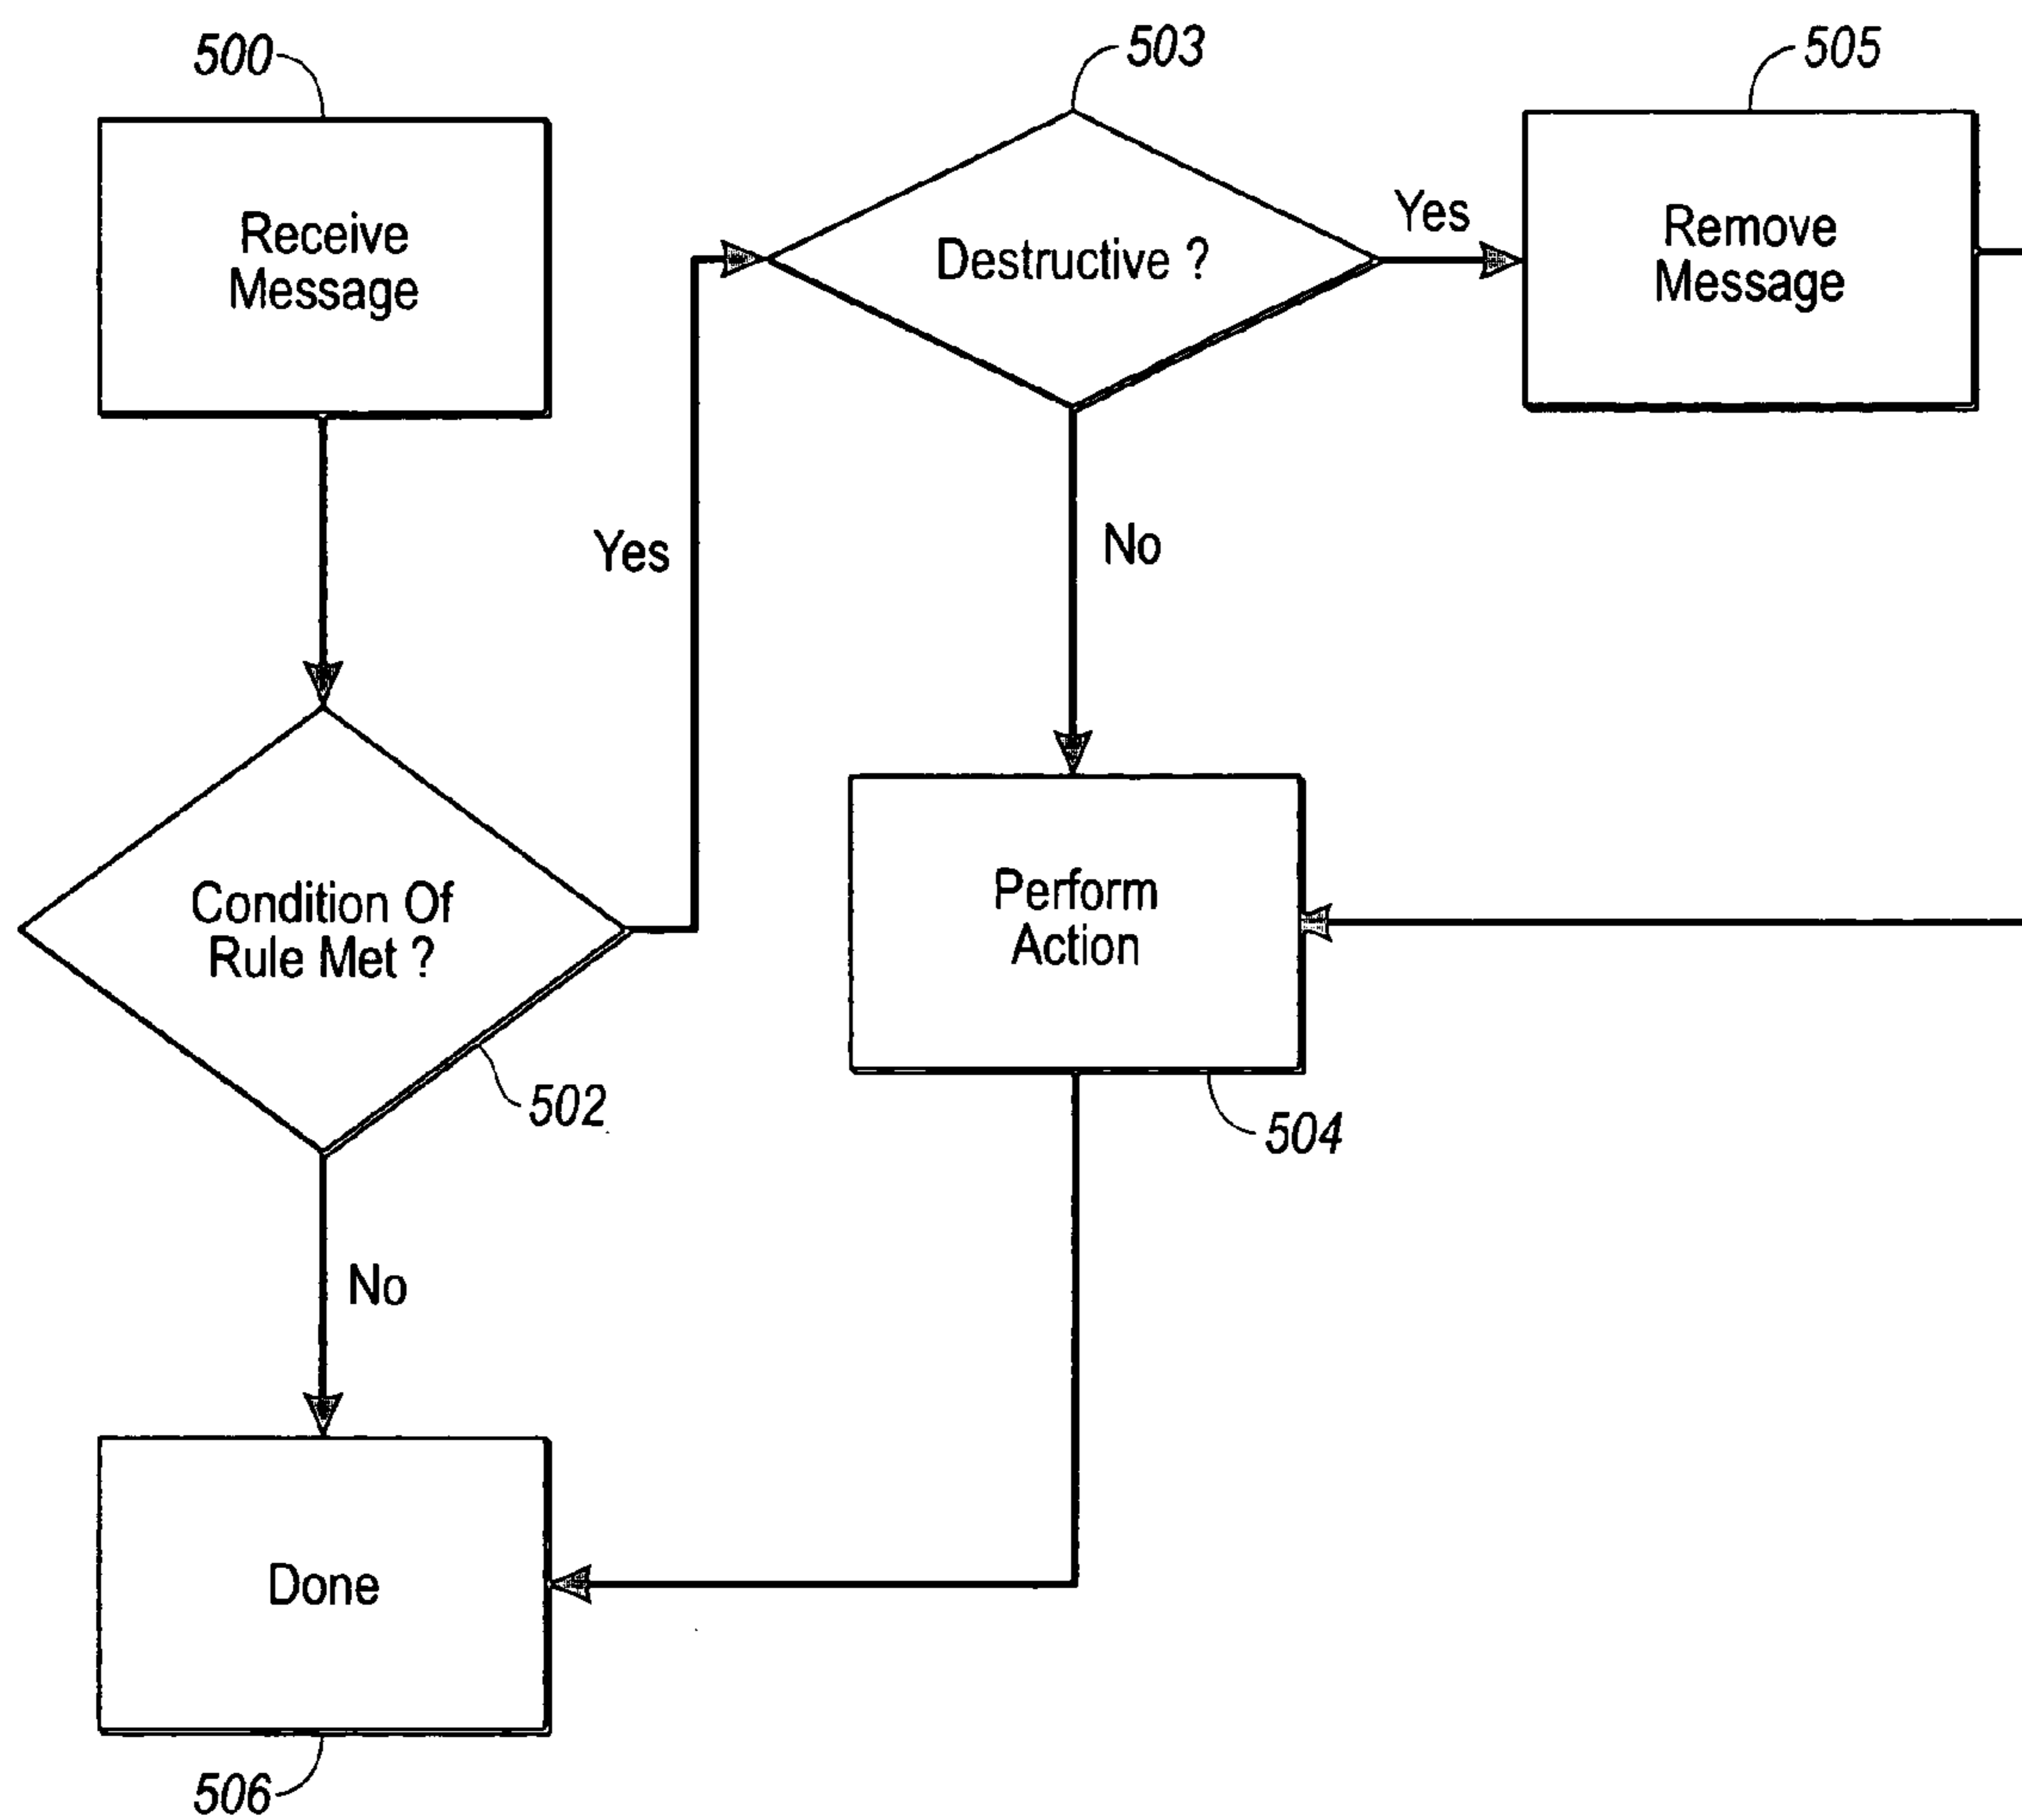 500
503
505
Receive
Message
Destructive ?
Yes
Remove
Message
Yes
No
Condition Of
Rule Met ?
Perform
Action
502
504
No
Done
506